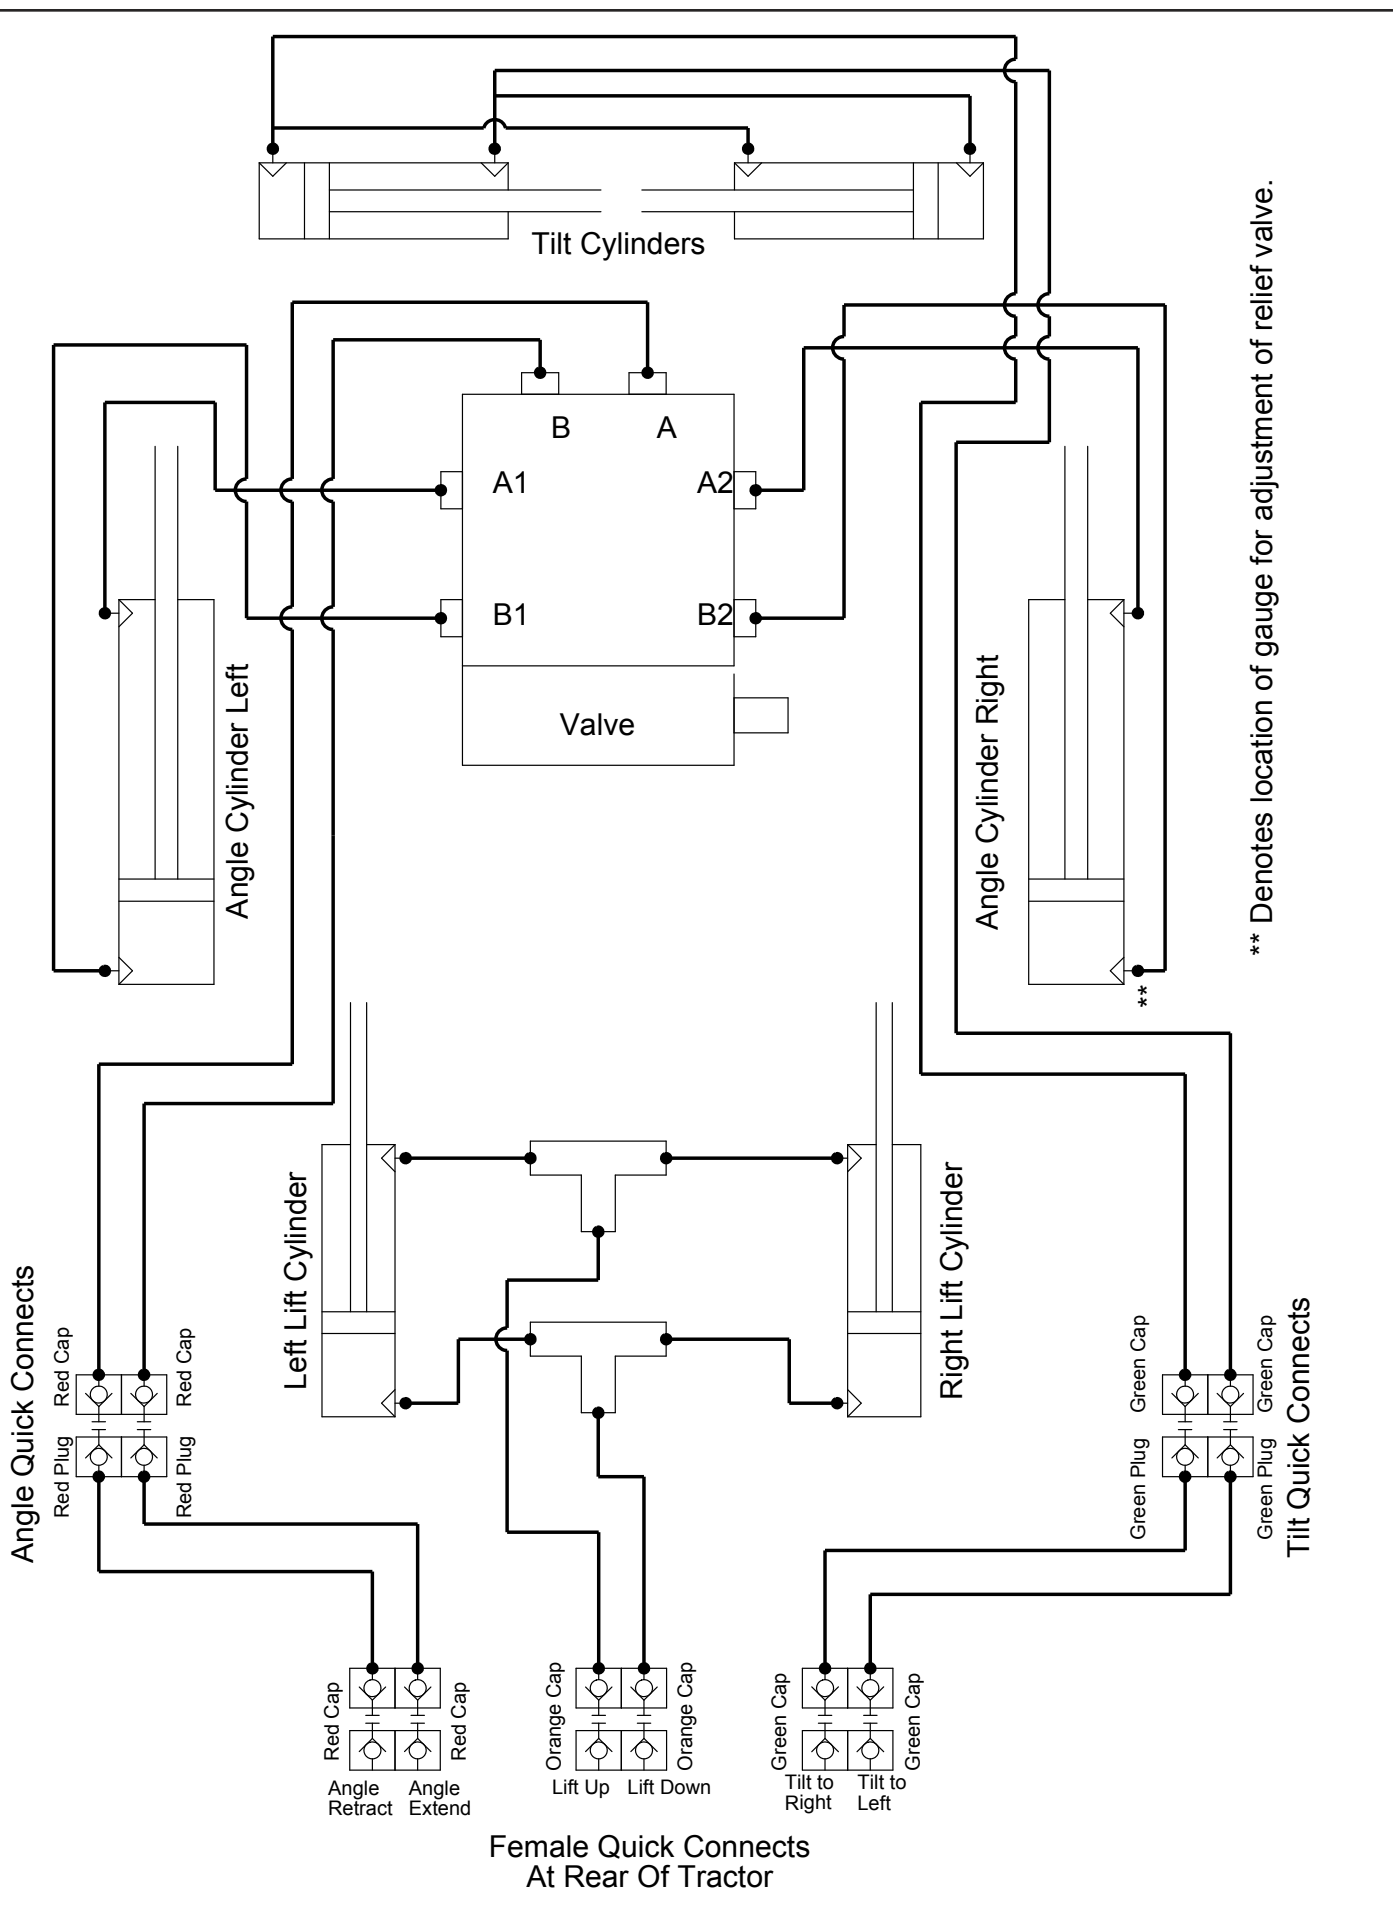 Tilt Cylinders
** Denotes location of gauge for adjustment of relief valve.
B
A
A1
A2
B1
B2
Valve
Angle Cylinder Left
Angle Cylinder Right
**
Left Lift Cylinder
Right Lift Cylinder
Angle Quick Connects
Red Cap
Red Cap
Red Plug
Red Plug
Green Cap
Green Cap
Green Plug
Green Plug
Tilt Quick Connects
Red Cap
Red Cap
Orange Cap
Orange Cap
Green Cap
Green Cap
Angle
Retract
Angle
Extend
Lift Up
Lift Down
Tilt to
Right
Tilt to
Left
Female Quick Connects
At Rear Of Tractor